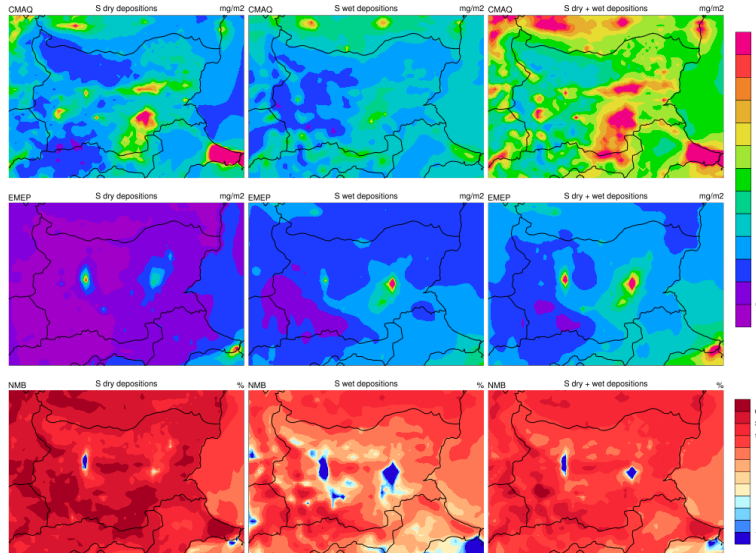 CMAQ S dry depositions mg/m2
CMAQ S wet depositions mg/m2
CMAQ S dry + wet depositions mg/m2
EMEP S dry depositions mg/m2
EMEP S wet depositions mg/m2
EMEP S dry + wet depositions mg/m2
NMB S dry depositions %
NMB S wet depositions %
NMB S dry + wet depositions %